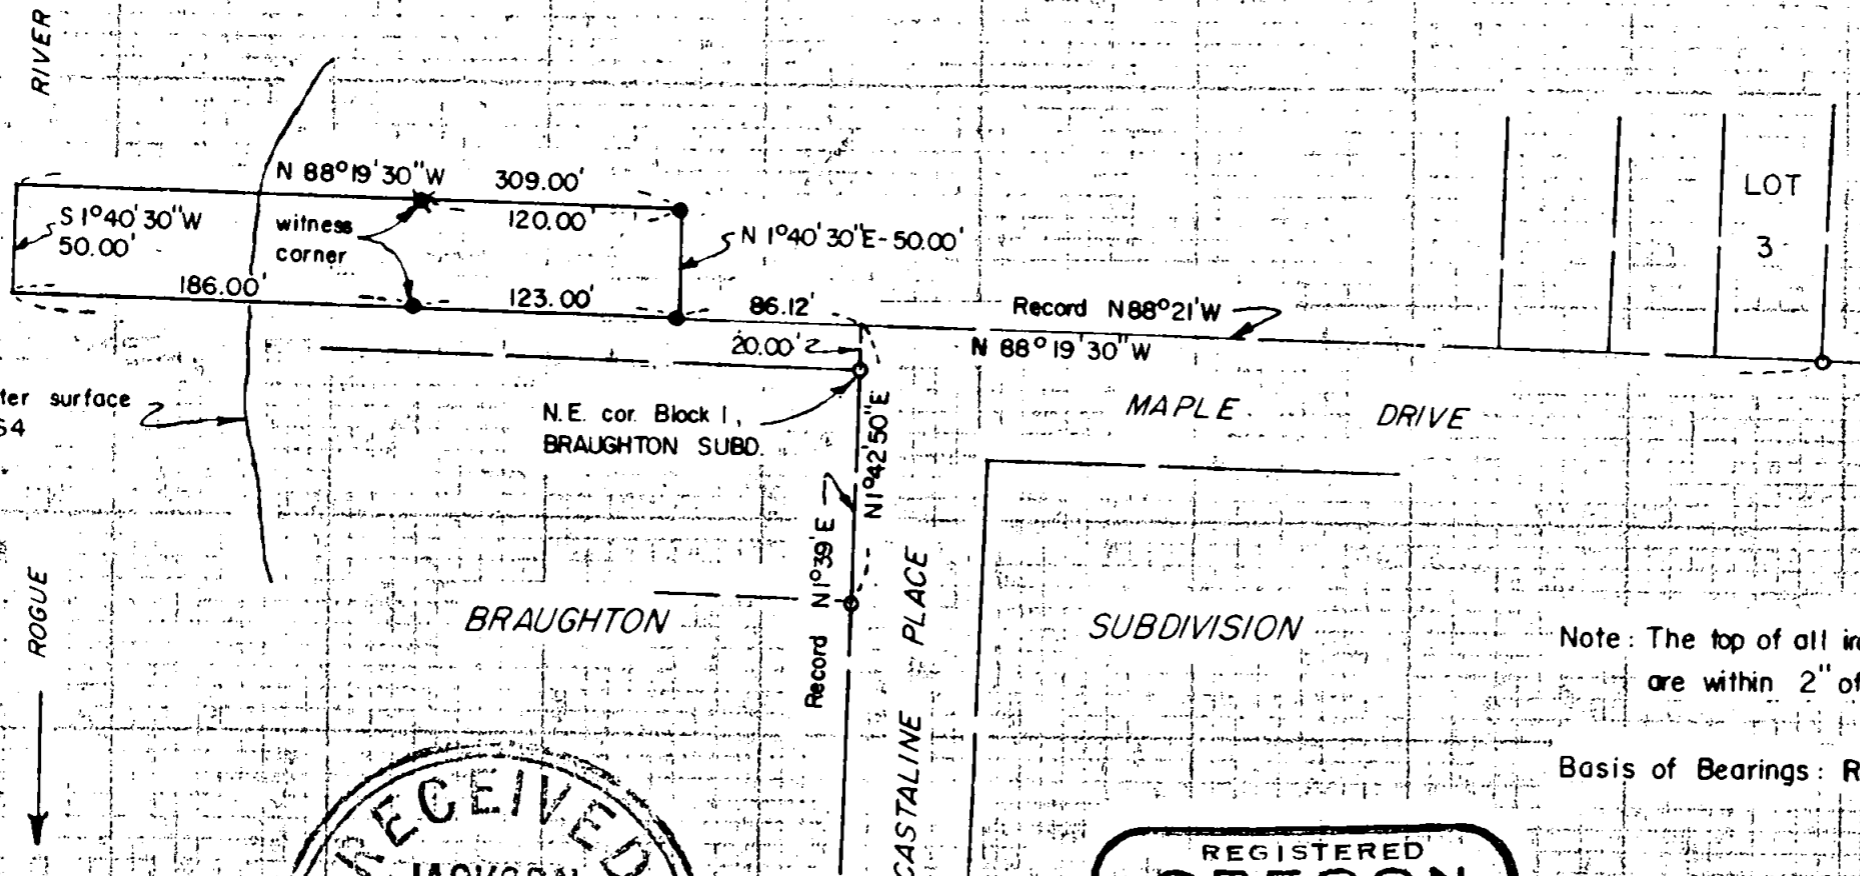 RIVER
N 88°19'30"W
309.00'
120.00'
S 1°40'30"W
50.00'
witness
corner
N 1°40'30"E-50.00'
186.00'
123.00'
86.12'
20.00'
Record N88°21'W
N 88°19'30"W
LOT
3
ter surface
64
N.E. cor. Block 1,
BRAUGHTON SUBD.
MAPLE DRIVE
N1°42'50"E
Record N1°39'E
CASTALINE PLACE
ROGUE
BRAUGHTON SUBDIVISION
Note: The top of all
are within 2" of
Basis of Bearings: R
RECEIVED
JACKSON
REGISTERED
OREGON